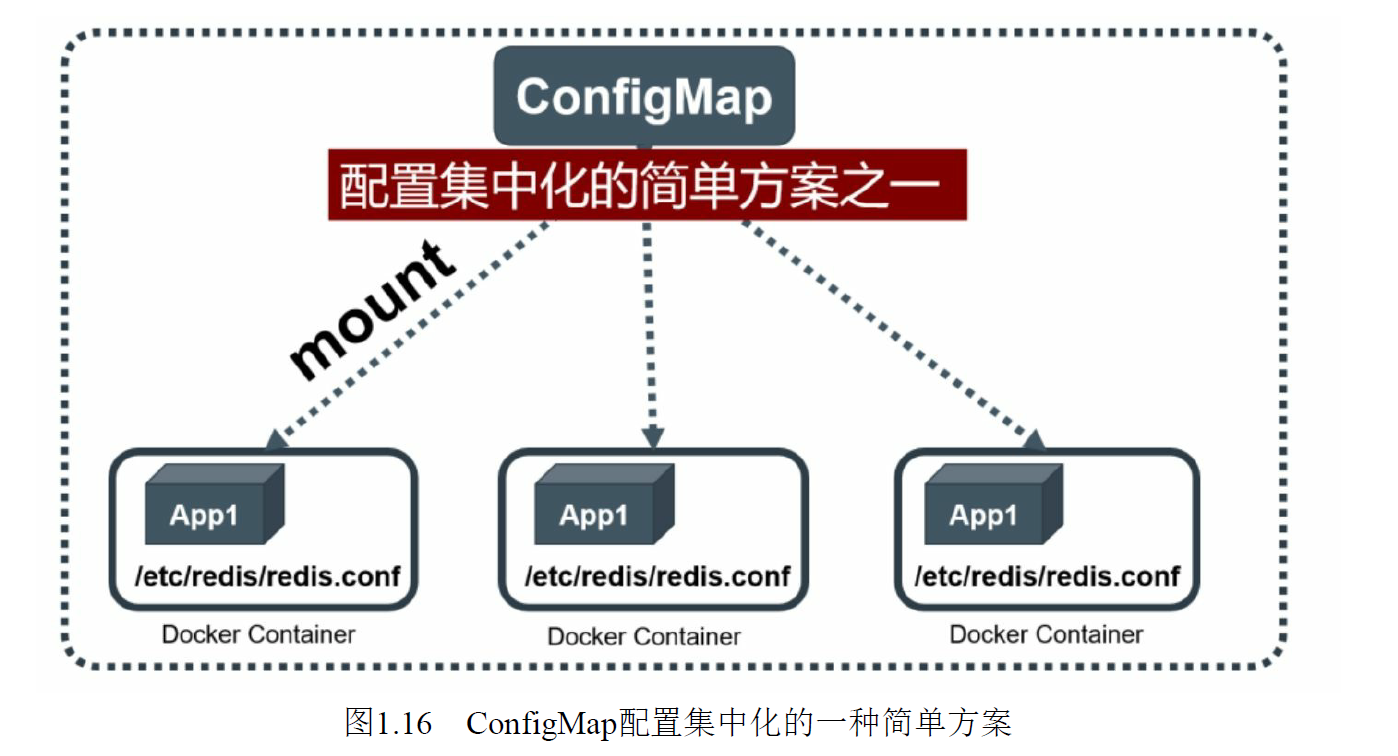 ConfigMap
配置集中化的简单方案之一
mount
App1
/etc/redis/redis.conf
Docker Container
App1
/etc/redis/redis.conf
Docker Container
App1
/etc/redis/redis.conf
Docker Container
图1.16 ConfigMap配置集中化的一种简单方案